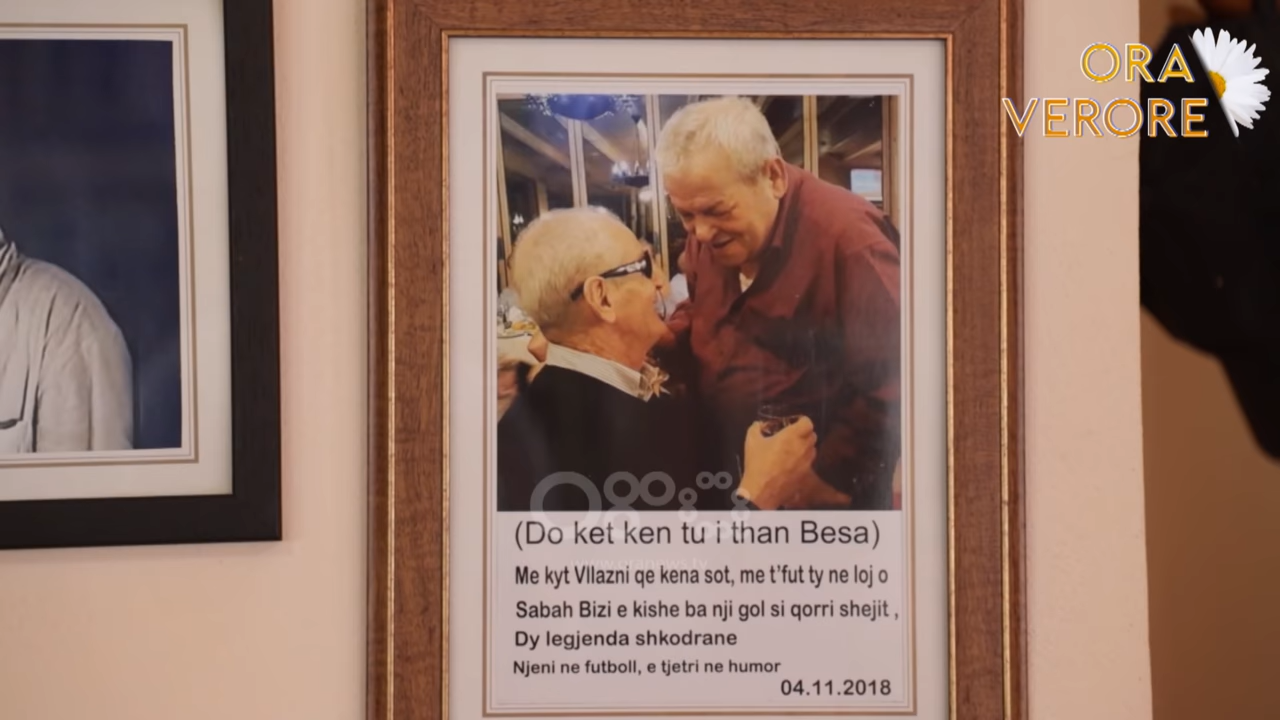 ORA
VERORE
(Do ket ken tu i than Besa)
Me kyt Vllazni qe kena sot, me t'fut ty ne loj o
Sabah Bizi e kishe ba nji gol si qorri shejit ,
Dy legjenda shkodrane
Njeni ne futboll, e tjetri ne humor
04.11.2018